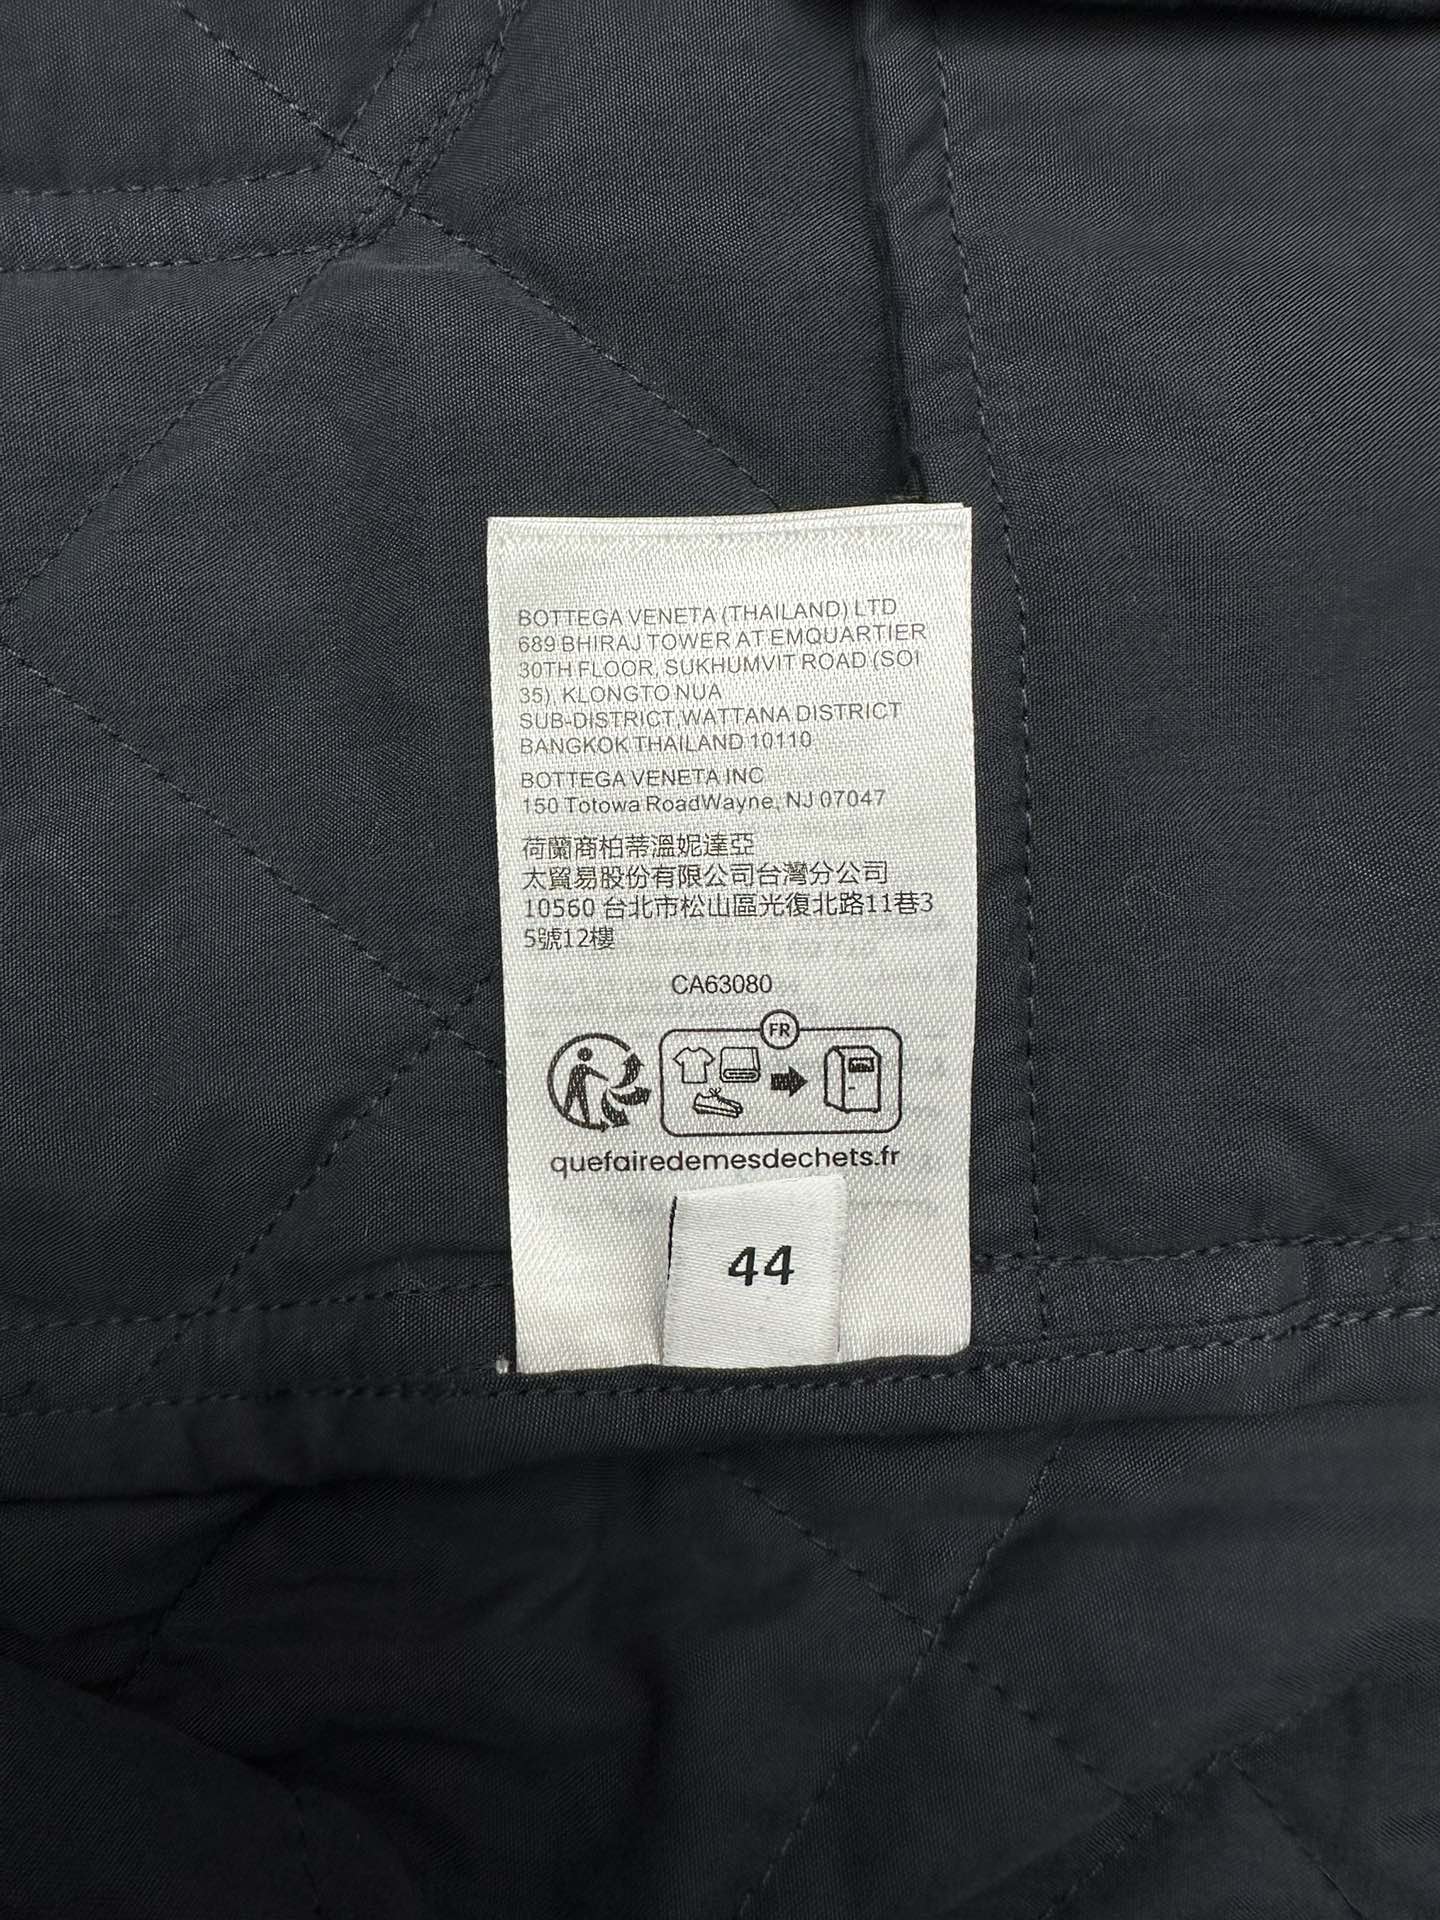 BOTTEGA VENETA (THAILAND) LTD
689 BHIRAJ TOWER AT EMQUARTIER
30TH FLOOR, SUKHUMVIT ROAD (SOI
35), KLONGTO NUA
SUB-DISTRICT,WATTANA DISTRICT
BANGKOK THAILAND 10110
BOTTEGA VENETA INC
150 Totowa RoadWayne, NJ 07047
荷蘭商柏蒂溫妮達亞
太貿易股份有限公司台灣分公司
10560 台北市松山區光復北路11巷3
5號12樓
CA63080
FR
quefairedemesdechets.fr
44